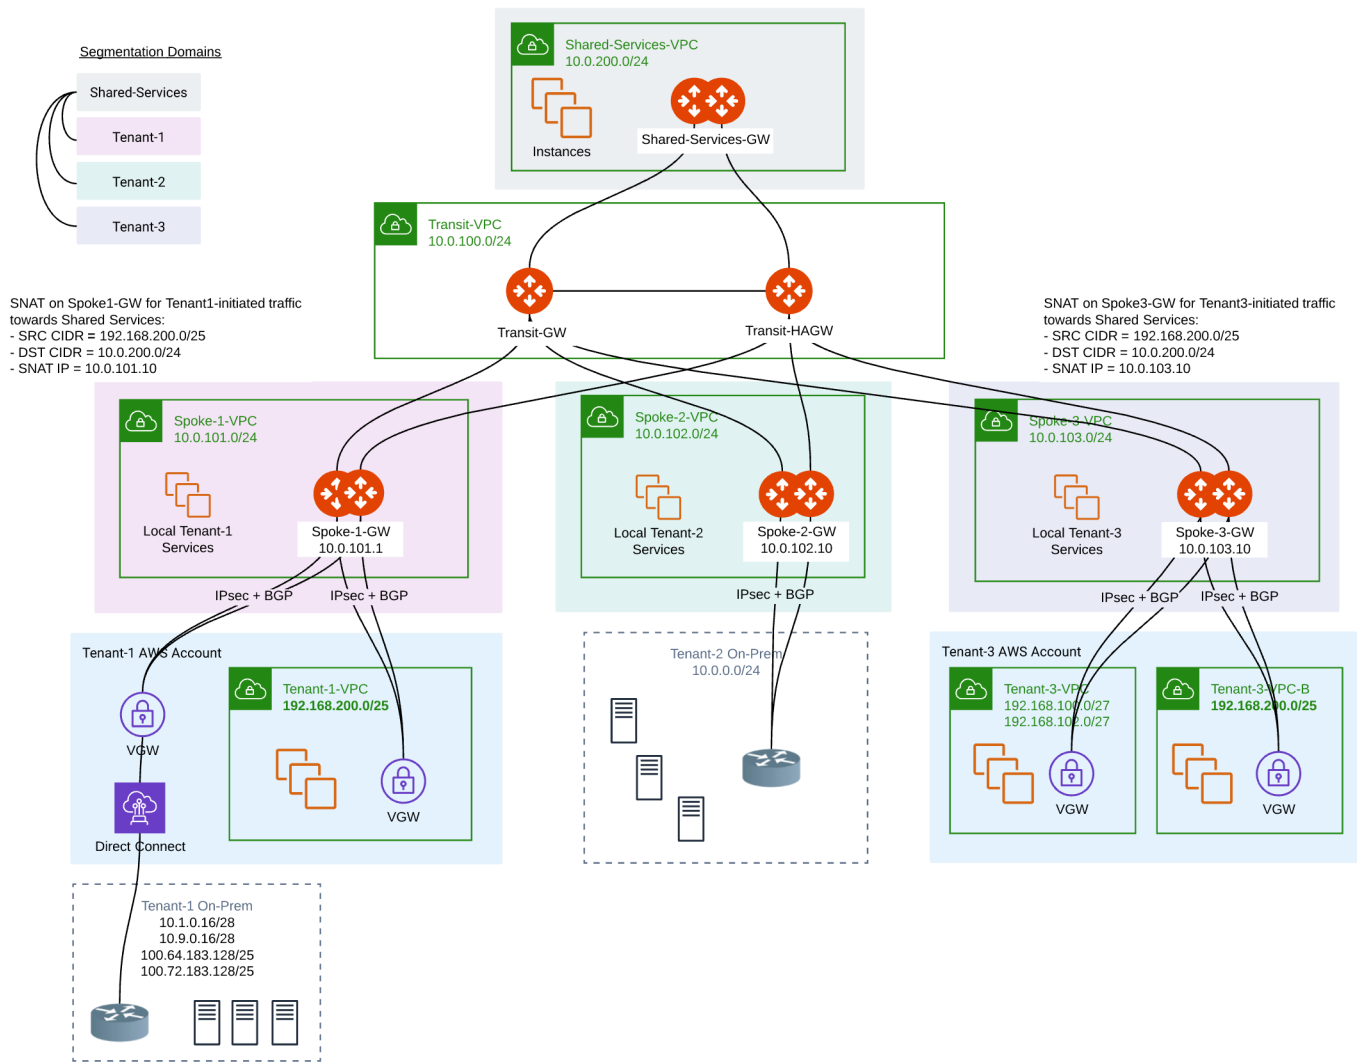 Segmentation Domains
Shared-Services
Tenant-1
Tenant-2
Tenant-3
Shared-Services-VPC
10.0.200.0/24
Instances
Shared-Services-GW
Transit-VPC
10.0.100.0/24
Transit-GW
Transit-HAGW
SNAT on Spoke1-GW for Tenant1-initiated traffic
towards Shared Services:
- SRC CIDR = 192.168.200.0/25
- DST CIDR = 10.0.200.0/24
- SNAT IP = 10.0.101.10
SNAT on Spoke3-GW for Tenant3-initiated traffic
towards Shared Services:
- SRC CIDR = 192.168.200.0/25
- DST CIDR = 10.0.200.0/24
- SNAT IP = 10.0.103.10
Spoke-1-VPC
10.0.101.0/24
Local Tenant-1
Services
Spoke-1-GW
10.0.101.1
IPsec + BGP
IPsec + BGP
Spoke-2-VPC
10.0.102.0/24
Local Tenant-2
Services
Spoke-2-GW
10.0.102.10
IPsec + BGP
Spoke-3-VPC
10.0.103.0/24
Local Tenant-3
Services
Spoke-3-GW
10.0.103.10
IPsec + BGP
IPsec + BGP
Tenant-1 AWS Account
VGW
Direct Connect
Tenant-1-VPC
192.168.200.0/25
VGW
Tenant-2 On-Prem
10.0.0.0/24
Tenant-3 AWS Account
Tenant-3-VPC
192.168.100.0/27
192.168.102.0/27
VGW
Tenant-3-VPC-B
192.168.200.0/25
VGW
Tenant-1 On-Prem
10.1.0.16/28
10.9.0.16/28
100.64.183.128/25
100.72.183.128/25